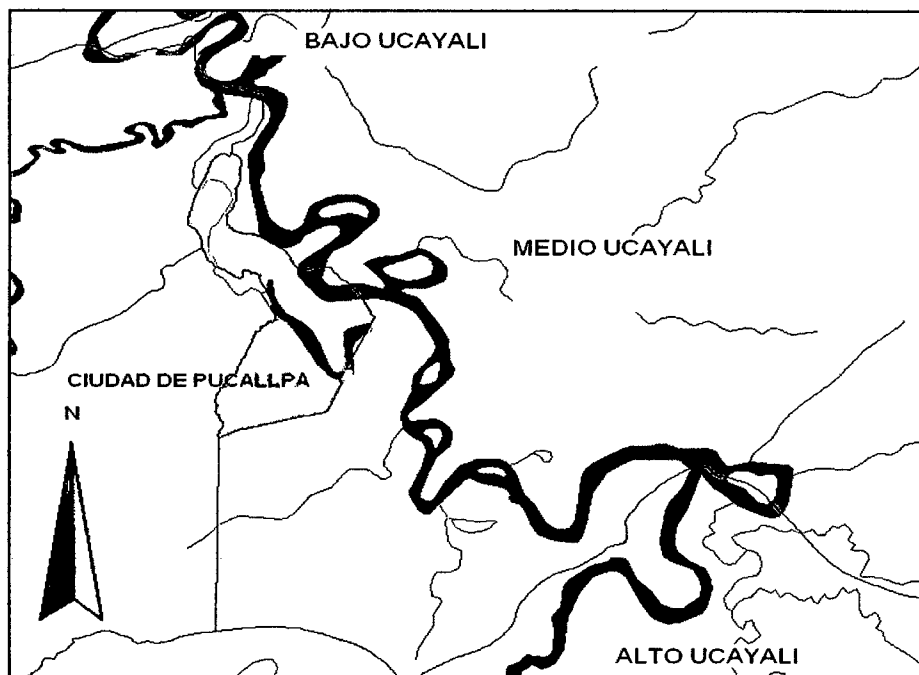 BAJO UCAYALI
MEDIO UCAYALI
CIUDAD DE PUCALLPA
N
ALTO UCAYALI